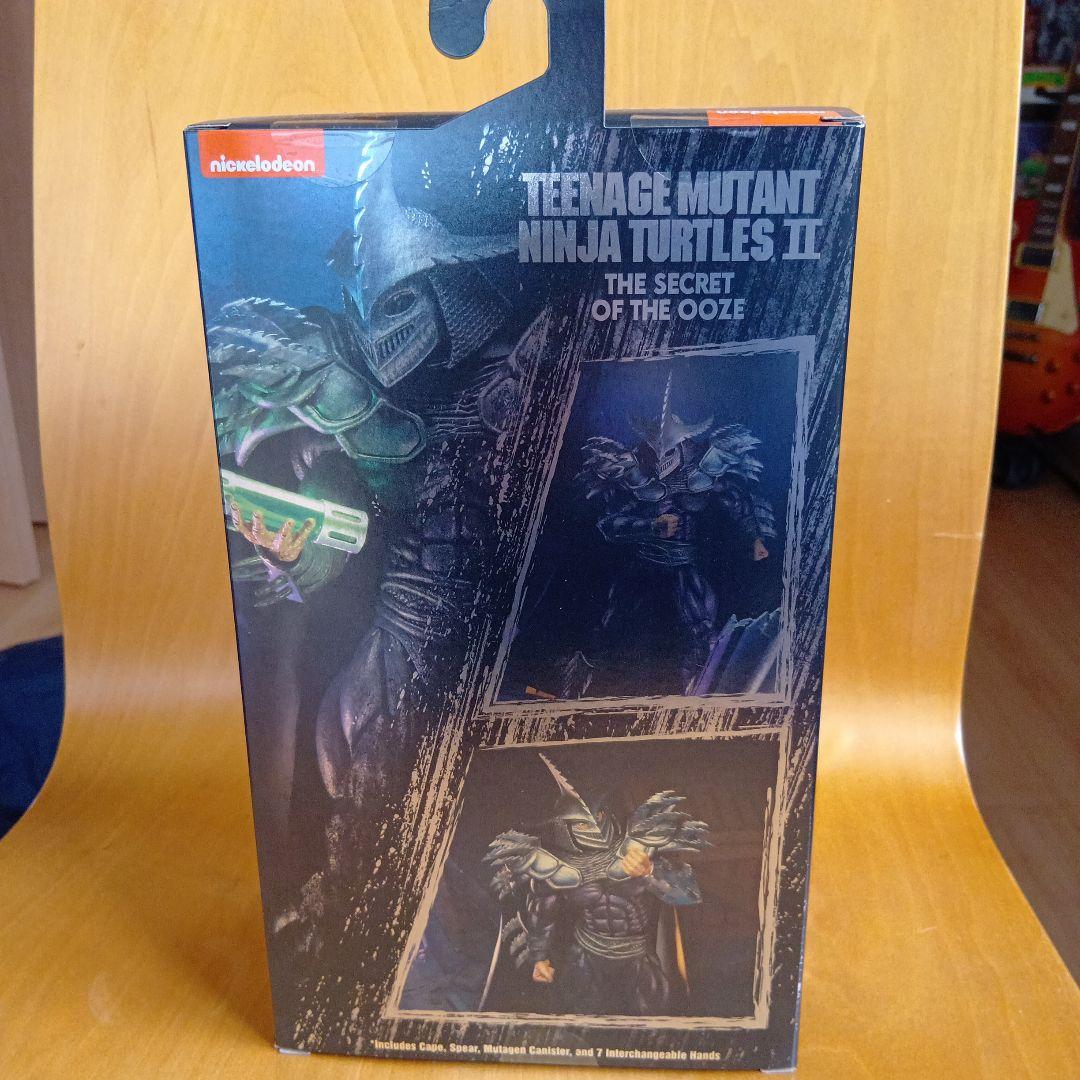 nickelodeon
nickelodeon
TEENAGE MUTANT
NINJA TURTLES II
THE SECRET
OF THE OOZE
Includes Cape, Spear, Mutagen Canister, and 7 Interchangeable Hands